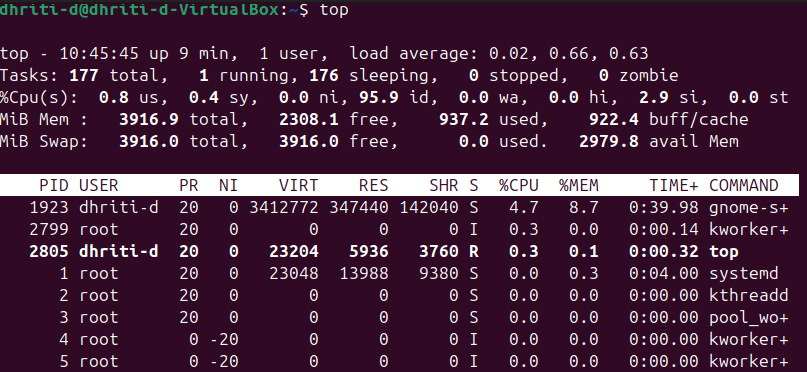 dhriti-d@dhriti-d-VirtualBox:~$ top
top - 10:45:45 up 9 min,  1 user,  load average: 0.02, 0.66, 0.63
Tasks: 177 total,   1 running, 176 sleeping,   0 stopped,   0 zombie
%Cpu(s):  0.8 us,  0.4 sy,  0.0 ni, 95.9 id,  0.0 wa,  0.0 hi,  2.9 si,  0.0 st
MiB Mem :   3916.9 total,   2308.1 free,    937.2 used,    922.4 buff/cache
MiB Swap:   3916.0 total,   3916.0 free,      0.0 used.   2979.8 avail Mem
    PID USER      PR  NI    VIRT    RES    SHR S  %CPU  %MEM     TIME+ COMMAND
   1923 dhriti-d  20   0 3412772 347440 142040 S   4.7   8.7   0:39.98 gnome-s+
   2799 root      20   0       0      0      0 I   0.3   0.0   0:00.14 kworker+
   2805 dhriti-d  20   0   23204   5936   3760 R   0.3   0.1   0:00.32 top
      1 root      20   0   23048  13988   9380 S   0.0   0.3   0:04.00 systemd
      2 root      20   0       0      0      0 S   0.0   0.0   0:00.00 kthreadd
      3 root      20   0       0      0      0 S   0.0   0.0   0:00.00 pool_wo+
      4 root       0 -20       0      0      0 I   0.0   0.0   0:00.00 kworker+
      5 root       0 -20       0      0      0 I   0.0   0.0   0:00.00 kworker+